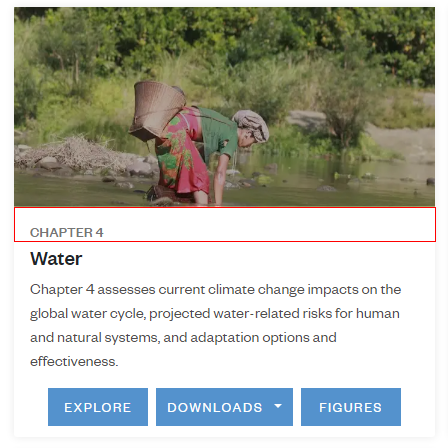 CHAPTER 4
Water
Chapter 4 assesses current climate change impacts on the
global water cycle, projected water-related risks for human
and natural systems, and adaptation options and
effectiveness.
EXPLORE DOWNLOADS FIGURES